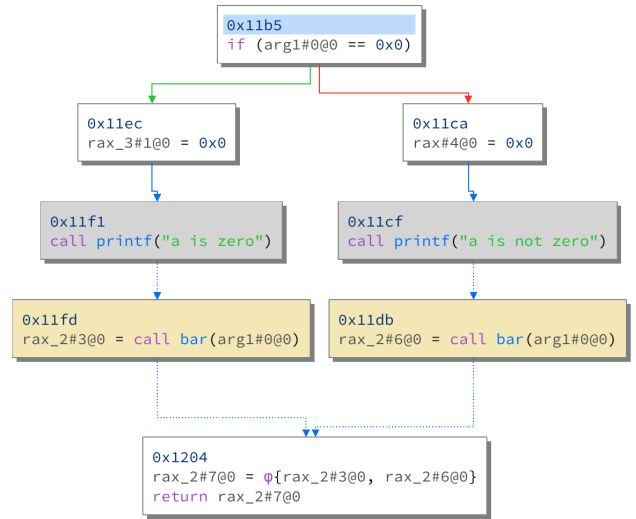 0x11b5
if (arg1#0@0 == 0x0)
0x11ec
rax_3#1@0 = 0x0
0x11ca
rax#4@0 = 0x0
0x11f1
call printf("a is zero")
0x11cf
call printf("a is not zero")
0x11fd
rax_2#3@0 = call bar(arg1#0@0)
0x11db
rax_2#6@0 = call bar(arg1#0@0)
0x1204
rax_2#7@0 = φ{rax_2#3@0, rax_2#6@0}
return rax_2#7@0